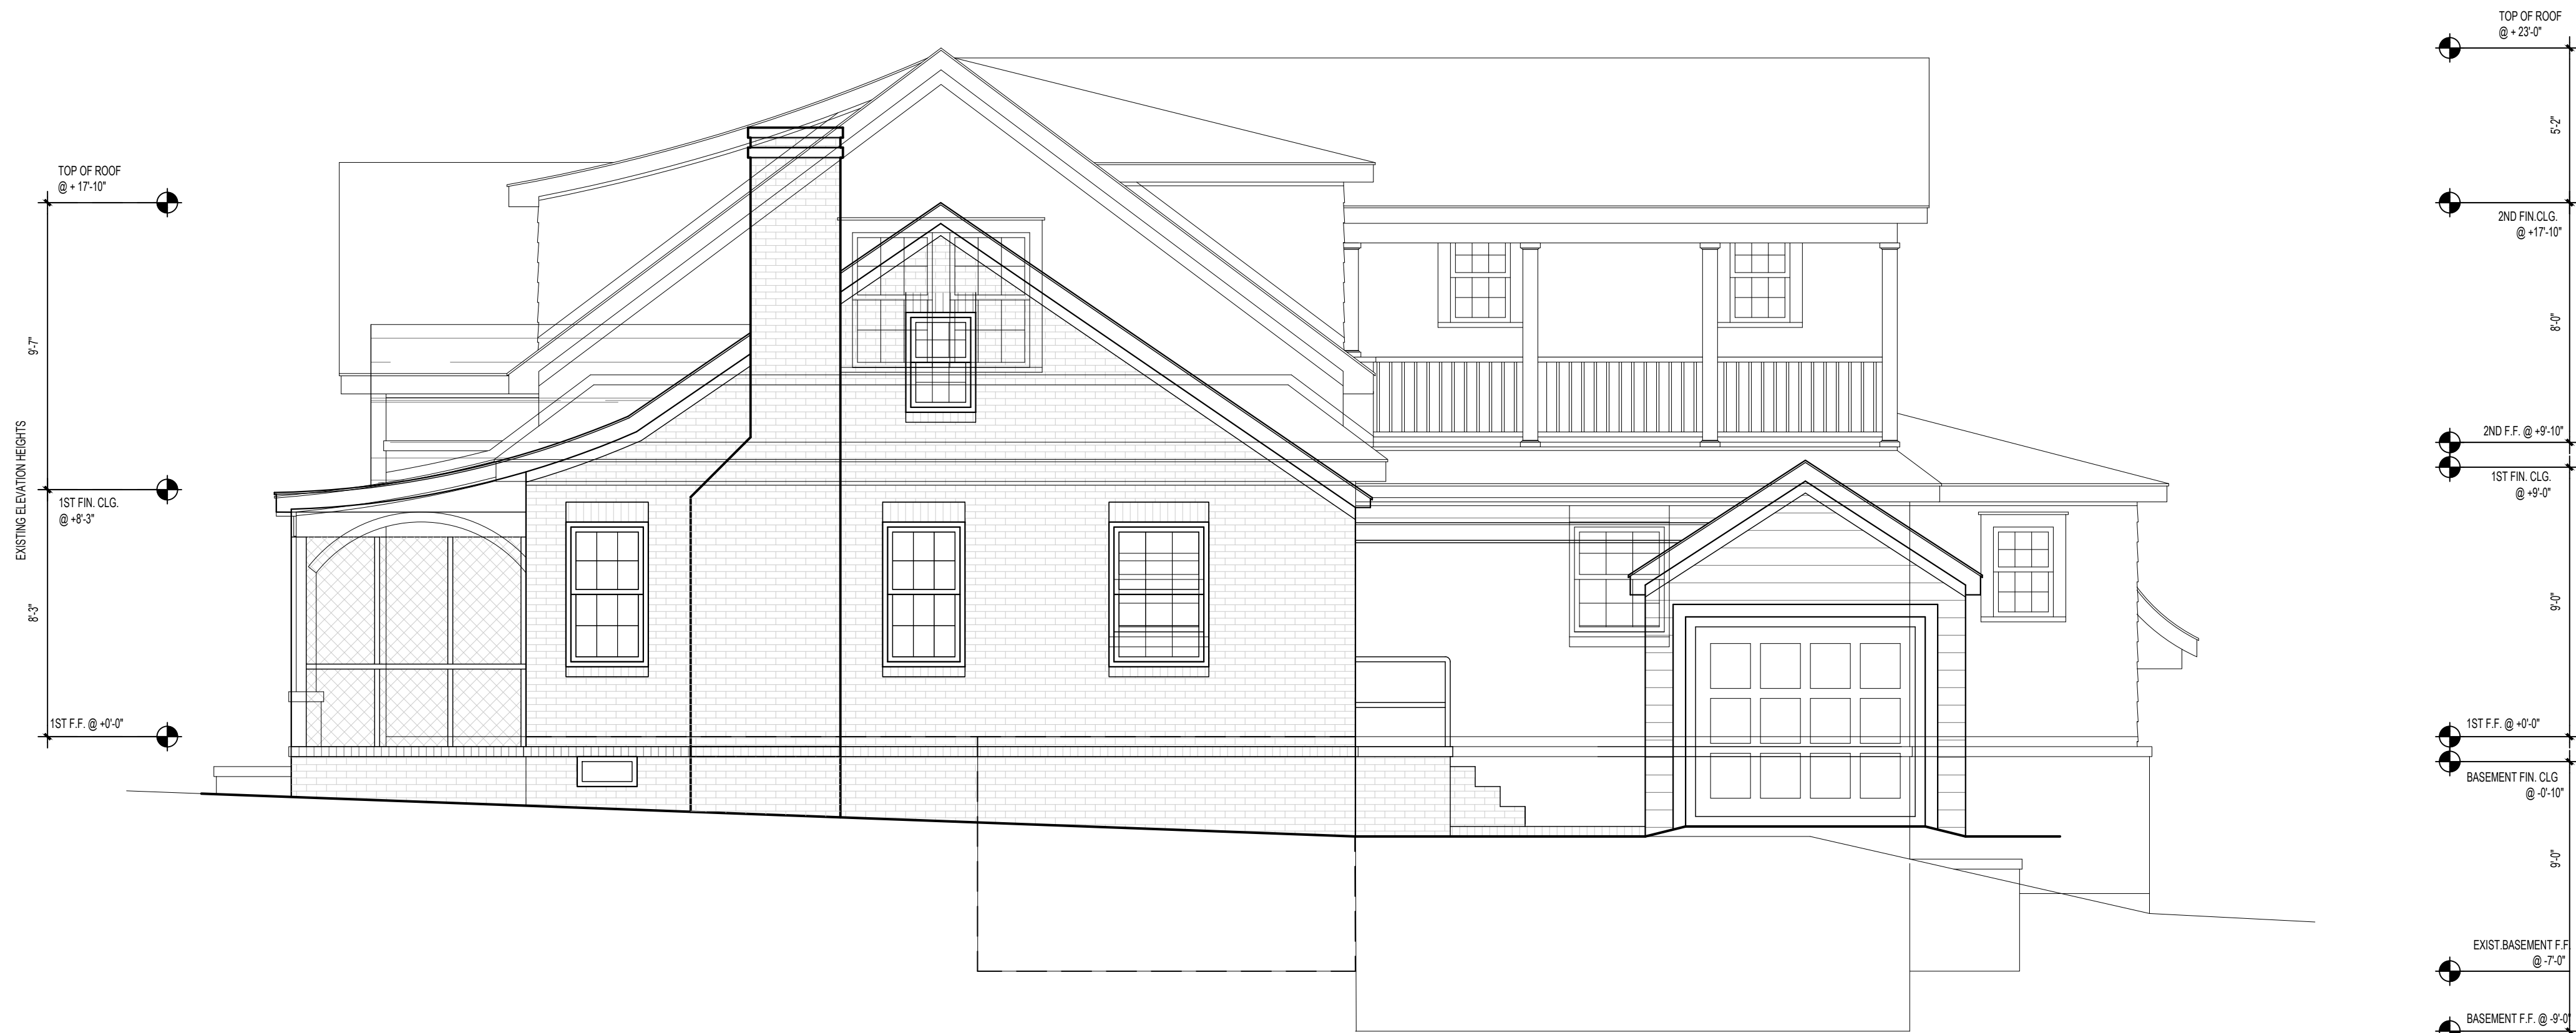 TOP OF ROOF
@ + 17'-10"
9'-7"
EXISTING ELEVATION HEIGHTS
1ST FIN. CLG.
@ +8'-3"
8'-3"
1ST F.F. @ +0'-0"
TOP OF ROOF
@ + 23'-0"
5'-2"
2ND FIN.CLG.
@ +17'-10"
8'-0"
2ND F.F. @ +9'-10"
1ST FIN. CLG.
@ +9'-0"
9'-0"
1ST F.F. @ +0'-0"
BASEMENT FIN. CLG
@ -0'-10"
9'-0"
EXIST.BASEMENT F.F.
@ -7'-0"
BASEMENT F.F. @ -9'-0"